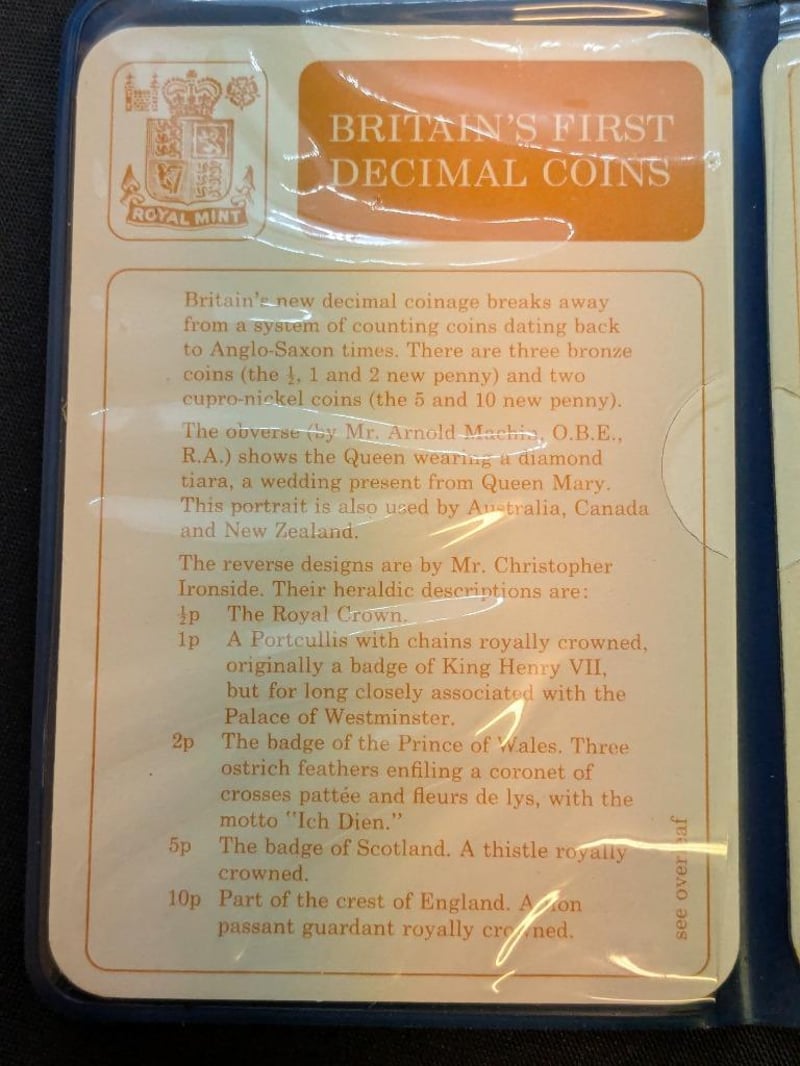 ROYAL MINT
BRITAIN'S FIRST
DECIMAL COINS
Britain's new decimal coinage breaks away
from a system of counting coins dating back
to Anglo-Saxon times. There are three bronze
coins (the ½, 1 and 2 new penny) and two
cupro-nickel coins (the 5 and 10 new penny).
The obverse (by Mr. Arnold Machin, O.B.E.,
R.A.) shows the Queen wearing a diamond
tiara, a wedding present from Queen Mary.
This portrait is also used by Australia, Canada
and New Zealand.
The reverse designs are by Mr. Christopher
Ironside. Their heraldic descriptions are:
½p The Royal Crown.
1p A Portcullis with chains royally crowned,
originally a badge of King Henry VII,
but for long closely associated with the
Palace of Westminster.
2p The badge of the Prince of Wales. Three
ostrich feathers enfiling a coronet of
crosses pattée and fleurs de lys, with the
motto "Ich Dien."
5p The badge of Scotland. A thistle royally
crowned.
10p Part of the crest of England. A lion
passant guardant royally crowned.
see overleaf